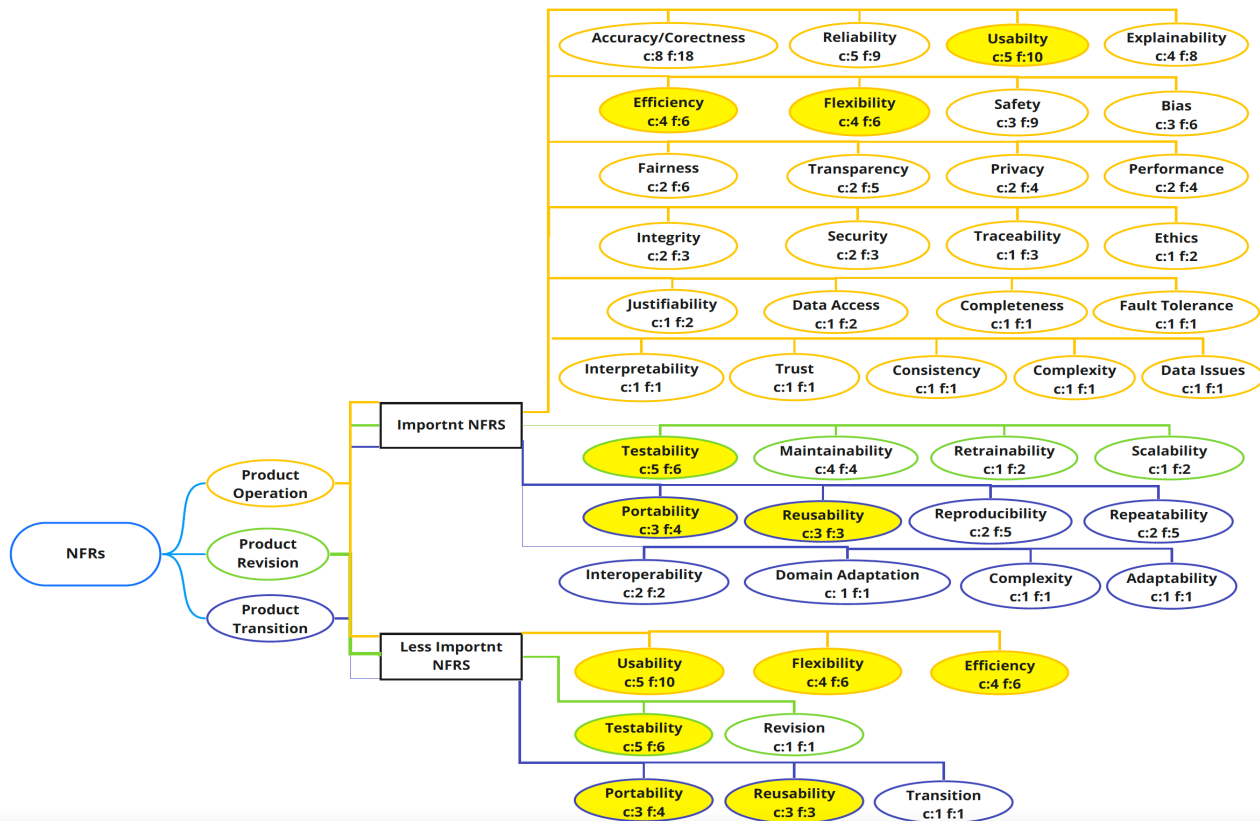 Accuracy/Corectness
c:8 f:18
Reliability
c:5 f:9
Usabilty
c:5 f:10
Explainability
c:4 f:8
Efficiency
c:4 f:6
Flexibility
c:4 f:6
Safety
c:3 f:9
Bias
c:3 f:6
Fairness
c:2 f:6
Transparency
c:2 f:5
Privacy
c:2 f:4
Performance
c:2 f:4
Integrity
c:2 f:3
Security
c:2 f:3
Traceability
c:1 f:3
Ethics
c:1 f:2
Justifiability
c:1 f:2
Data Access
c:1 f:2
Completeness
c:1 f:1
Fault Tolerance
c:1 f:1
Interpretability
c:1 f:1
Trust
c:1 f:1
Consistency
c:1 f:1
Complexity
c:1 f:1
Data Issues
c:1 f:1
Importnt NFRS
Testability
c:5 f:6
Maintainability
c:4 f:4
Retrainability
c:1 f:2
Scalability
c:1 f:2
Product
Operation
Portability
c:3 f:4
Reusability
c:3 f:3
Reproducibility
c:2 f:5
Repeatability
c:2 f:5
NFRs
Product
Revision
Interoperability
c:2 f:2
Domain Adaptation
c: 1 f:1
Complexity
c:1 f:1
Adaptability
c:1 f:1
Product
Transition
Less Importnt
NFRS
Usability
c:5 f:10
Flexibility
c:4 f:6
Efficiency
c:4 f:6
Testability
c:5 f:6
Revision
c:1 f:1
Portability
c:3 f:4
Reusability
c:3 f:3
Transition
c:1 f:1